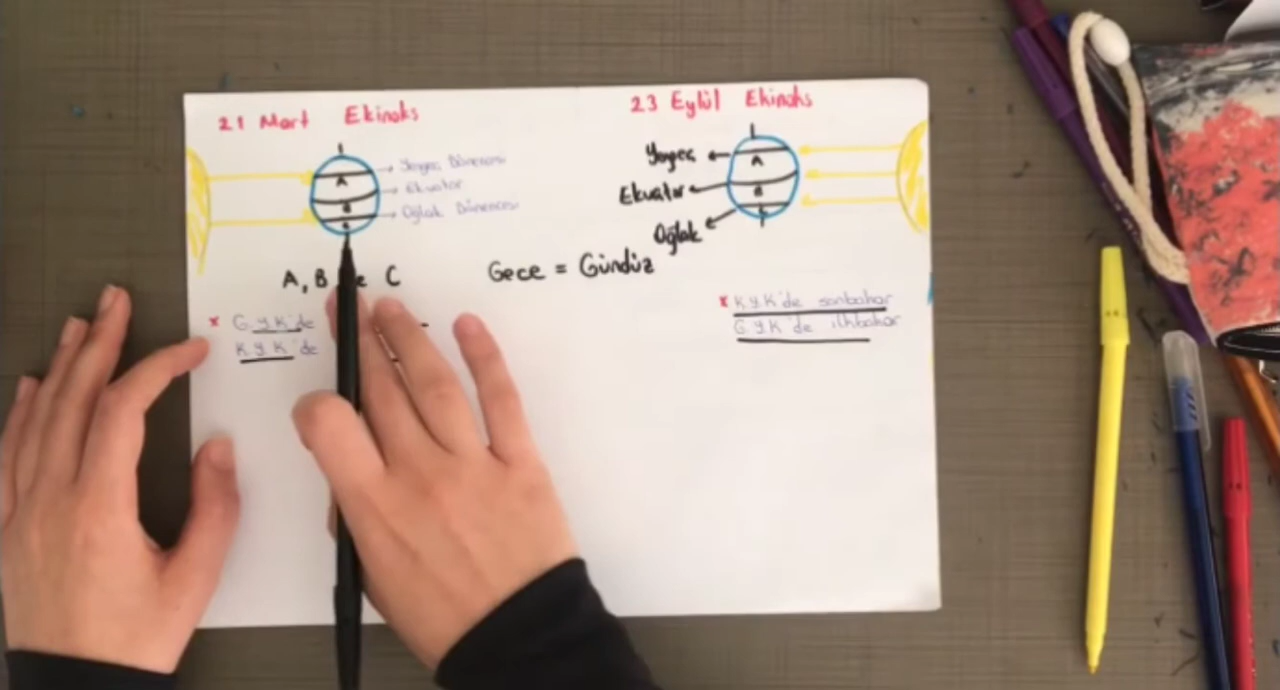 21 Mart Ekinoks
23 Eylül Ekinoks
A
B
C
→ Yengeç Dönencesi
→ Ekvator
→ Oğlak Dönencesi
Yengeç
Ekvator
Oğlak
A
B
C
A, B C
Gece = Gündüz
x G.Y.K'de
K.Y.K'de
x K.Y.K'de sonbahar
G.Y.K'de ilkbahar